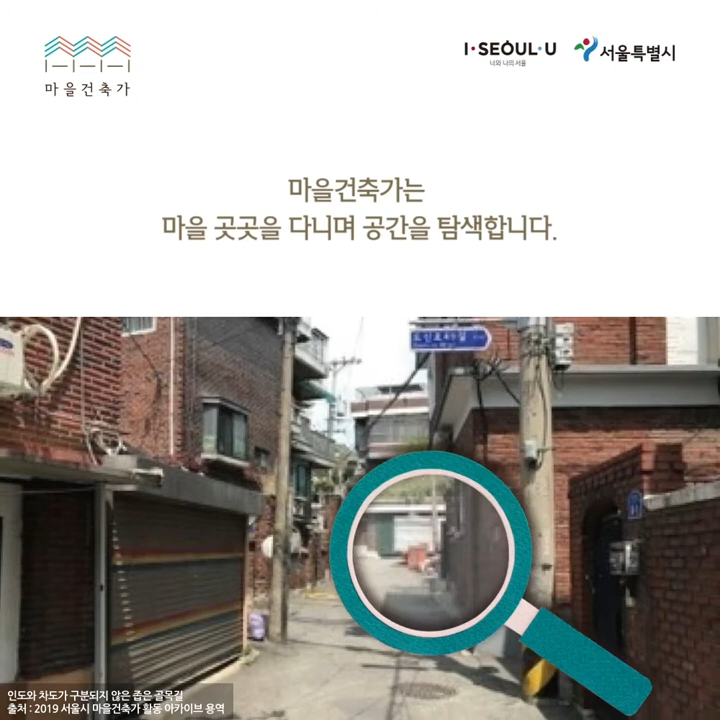 마을건축가
I·SEOUL·U
너와 나의 서울
서울특별시
마을건축가는
마을 곳곳을 다니며 공간을 탐색합니다.
인도와 차도가 구분되지 않은 좁은 골목길
출처 : 2019 서울시 마을건축가 활동 아카이브 용역